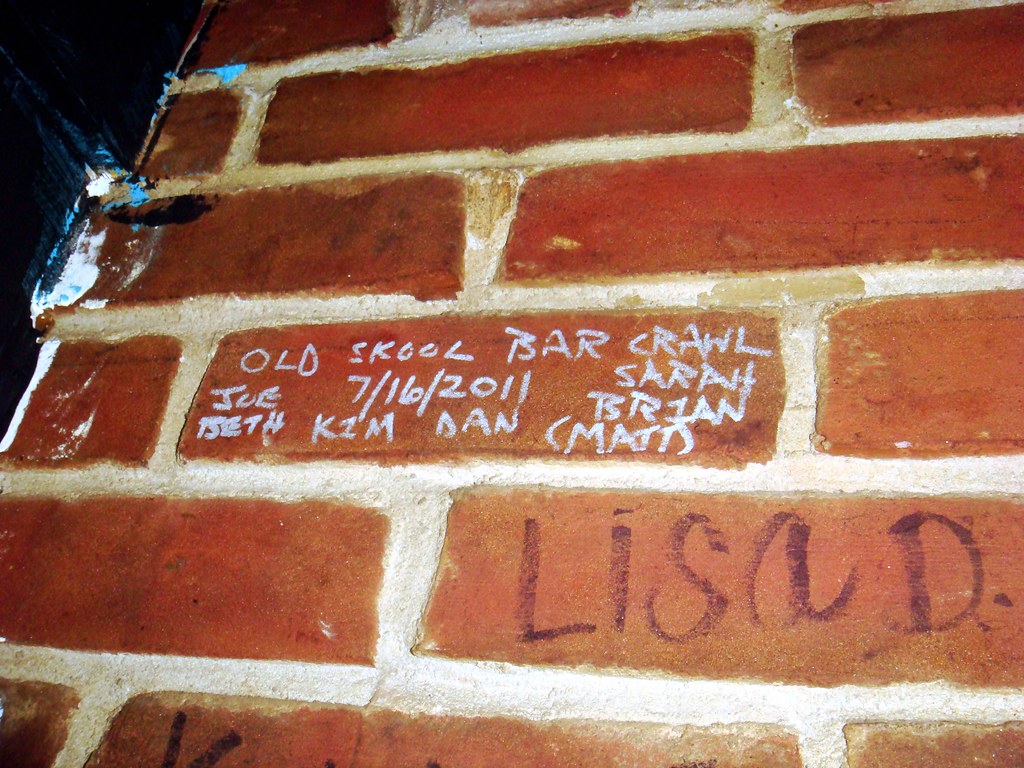 OLD SKOOL BAR CRAWL
JOE 7/16/2011 SARAH
BETH KIM DAN BRIAN
(MATT)
Lisa D.